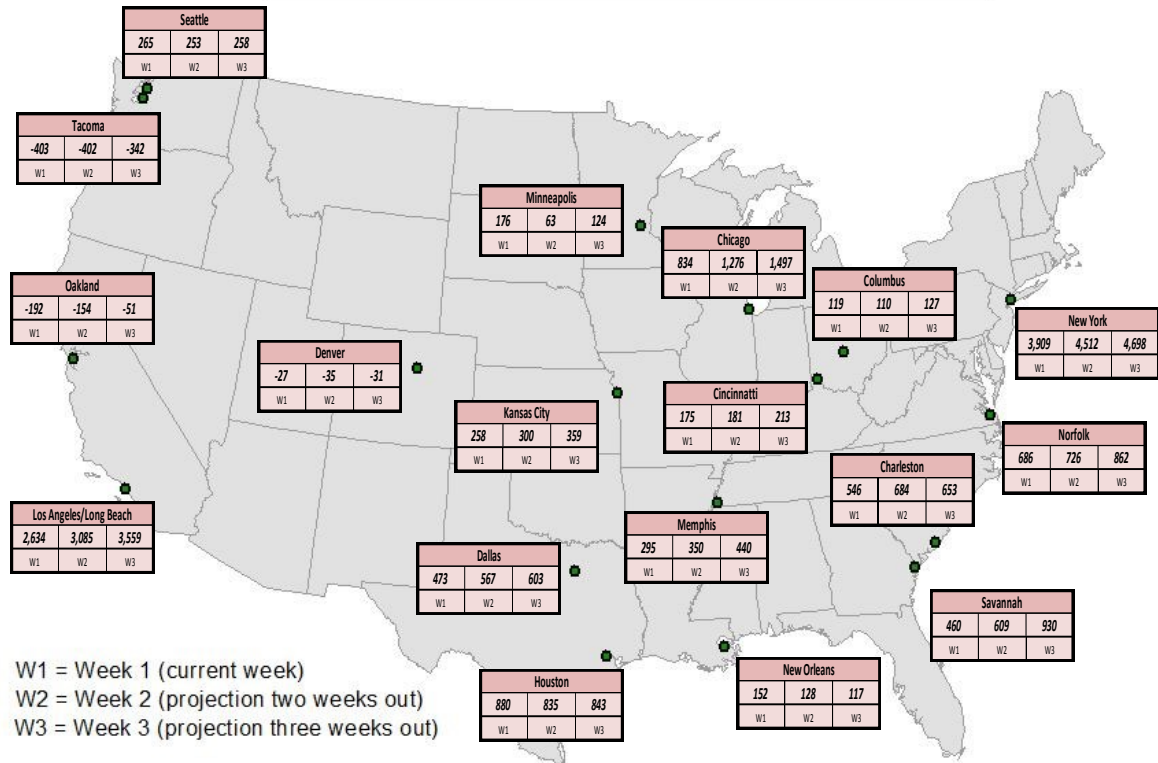 Seattle
265 253 258
W1 W2 W3
Tacoma
-403 -402 -342
W1 W2 W3
Minneapolis
176 63 124
W1 W2 W3
Chicago
834 1,276 1,497
W1 W2 W3
Columbus
119 110 127
W1 W2 W3
Oakland
-192 -154 -51
W1 W2 W3
New York
3,909 4,512 4,698
W1 W2 W3
Denver
-27 -35 -31
W1 W2 W3
Cincinnatti
175 181 213
W1 W2 W3
Kansas City
258 300 359
W1 W2 W3
Norfolk
686 726 862
W1 W2 W3
Charleston
546 684 653
W1 W2 W3
Los Angeles/Long Beach
2,634 3,085 3,559
W1 W2 W3
Memphis
295 350 440
W1 W2 W3
Dallas
473 567 603
W1 W2 W3
Savannah
460 609 930
W1 W2 W3
New Orleans
152 128 117
W1 W2 W3
Houston
880 835 843
W1 W2 W3
W1 = Week 1 (current week)
W2 = Week 2 (projection two weeks out)
W3 = Week 3 (projection three weeks out)